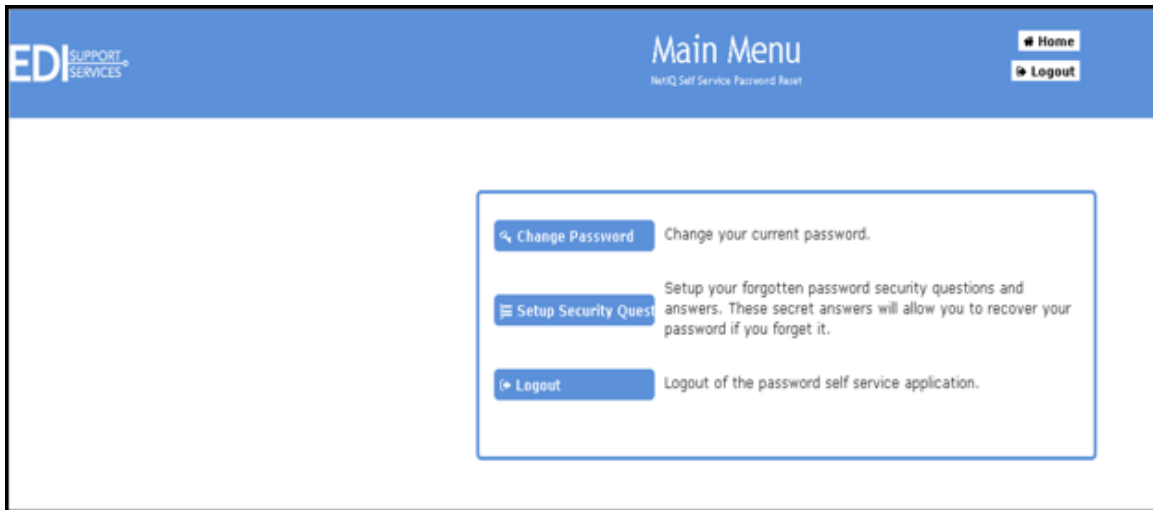 EDI SUPPORT
SERVICES
Main Menu
NetIQ Self Service Password Reset
Home
Logout
Change Password
Change your current password.
Setup Security Quest
Setup your forgotten password security questions and
answers. These secret answers will allow you to recover your
password if you forget it.
Logout
Logout of the password self service application.